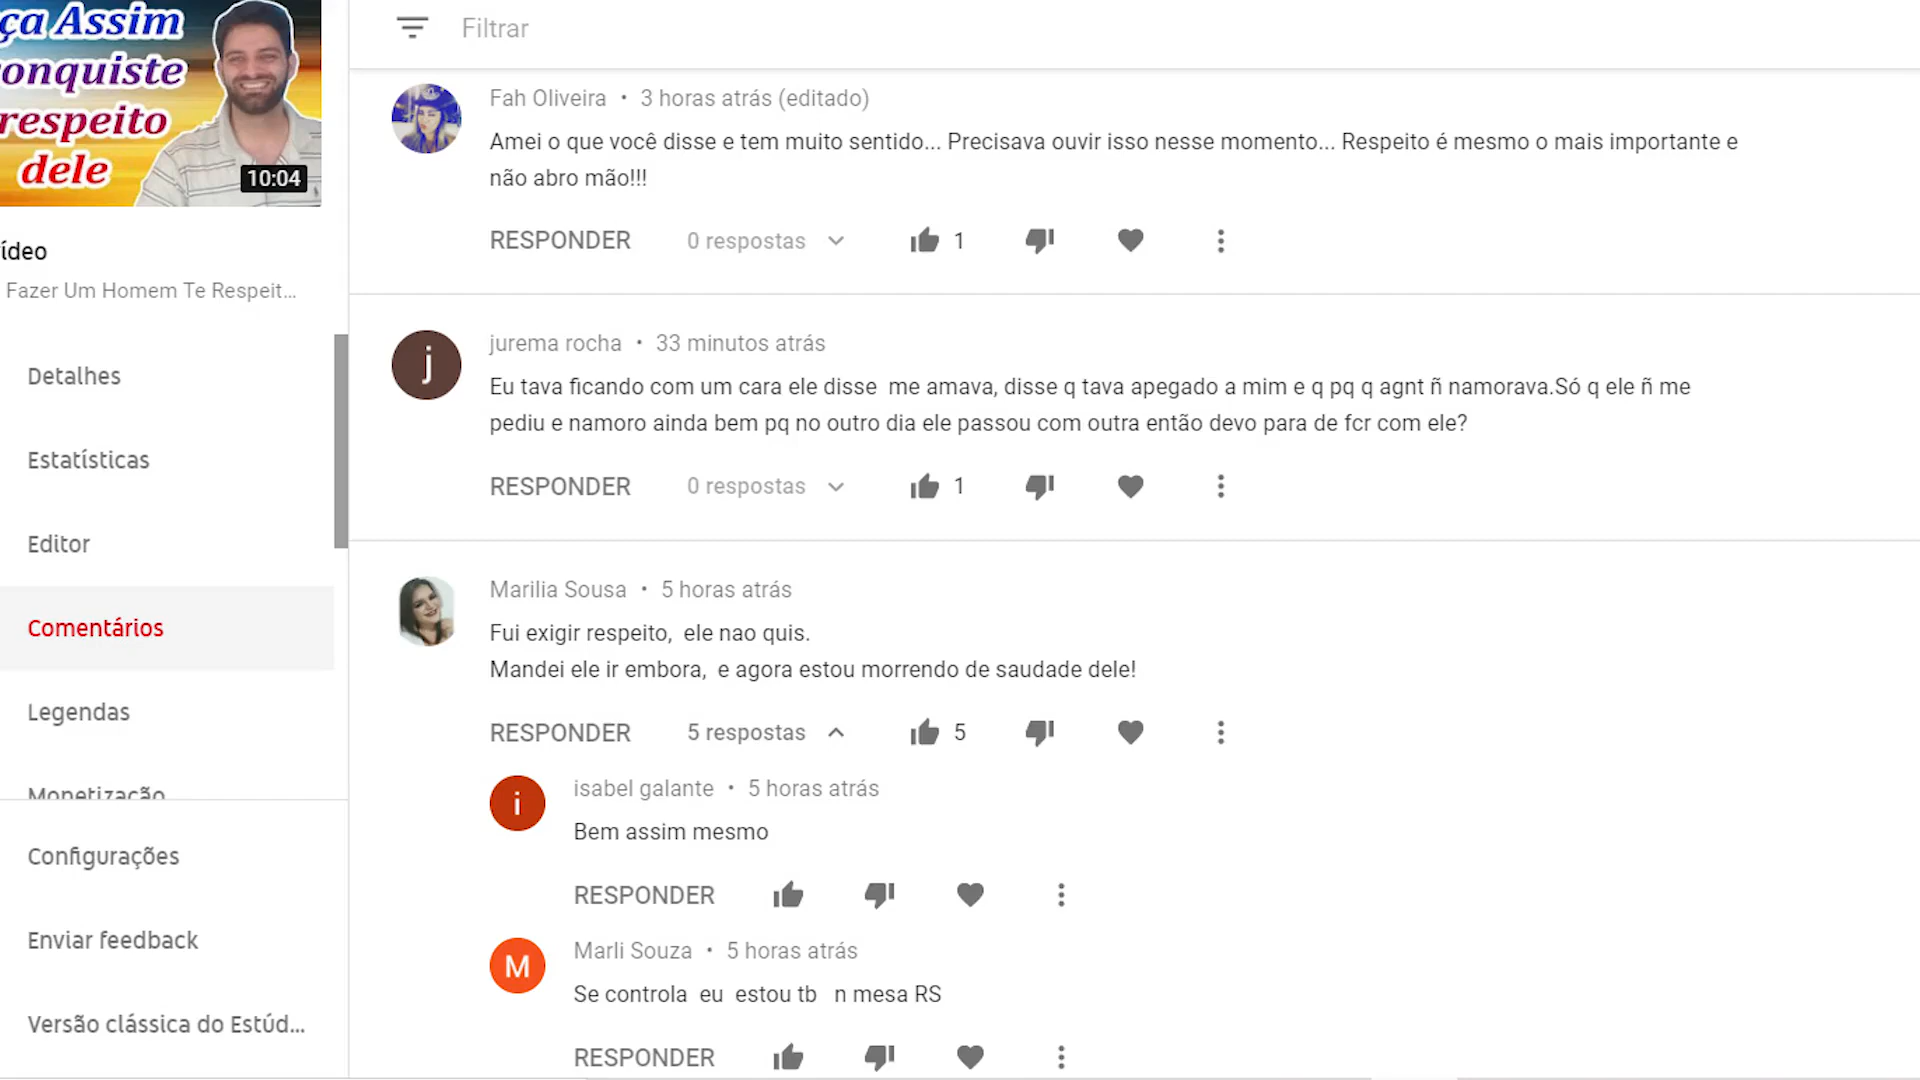 ça Assim
onquiste
respeito
dele
10:04
ídeo
Fazer Um Homem Te Respeit...
Detalhes
Estatísticas
Editor
Comentários
Legendas
Monetização
Configurações
Enviar feedback
Versão clássica do Estúd...
Filtrar
Fah Oliveira • 3 horas atrás (editado)
Amei o que você disse e tem muito sentido... Precisava ouvir isso nesse momento... Respeito é mesmo o mais importante e
não abro mão!!!
RESPONDER 0 respostas 1
j
jurema rocha • 33 minutos atrás
Eu tava ficando com um cara ele disse me amava, disse q tava apegado a mim e q pq q agnt ñ namorava.Só q ele ñ me
pediu e namoro ainda bem pq no outro dia ele passou com outra então devo para de fcr com ele?
RESPONDER 0 respostas 1
Marilia Sousa • 5 horas atrás
Fui exigir respeito, ele nao quis.
Mandei ele ir embora, e agora estou morrendo de saudade dele!
RESPONDER 5 respostas 5
i
isabel galante • 5 horas atrás
Bem assim mesmo
RESPONDER
M
Marli Souza • 5 horas atrás
Se controla eu estou tb n mesa RS
RESPONDER